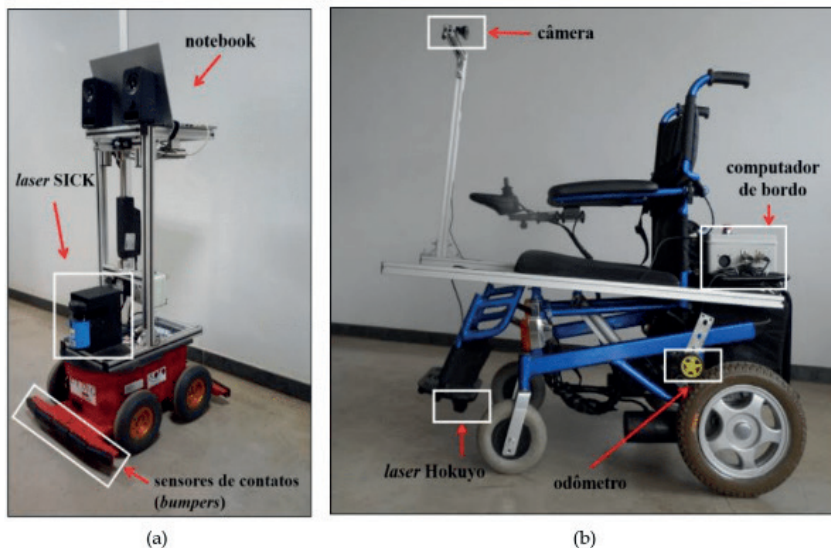 notebook
laser SICK
sensores de contatos
(bumpers)
(a)
(b)
câmera
computador
de bordo
laser Hokuyo
odômetro